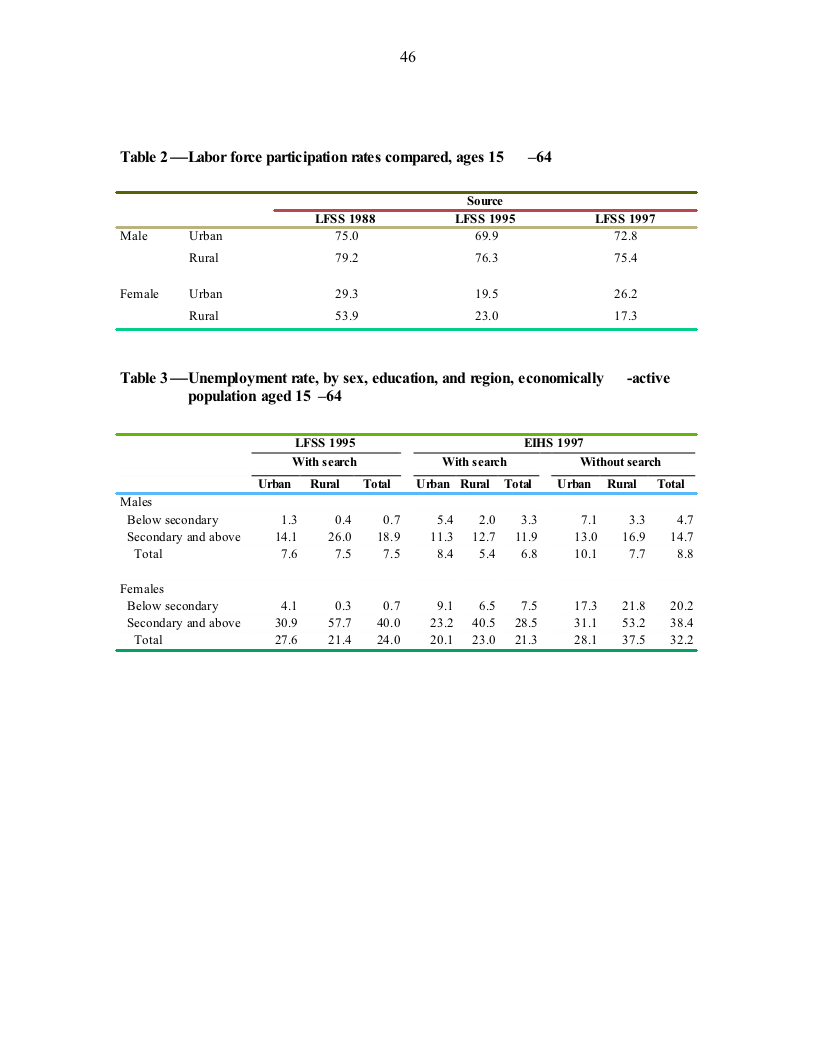 46
Table 2—Labor force participation rates compared, ages 15 –64
Source
LFSS 1988 LFSS 1995 LFSS 1997
Male Urban 75.0 69.9 72.8
Rural 79.2 76.3 75.4
Female Urban 29.3 19.5 26.2
Rural 53.9 23.0 17.3
Table 3—Unemployment rate, by sex, education, and region, economically -active
population aged 15 –64
LFSS 1995 EIHS 1997
With search With search Without search
Urban Rural Total Urban Rural Total Urban Rural Total
Males
Below secondary 1.3 0.4 0.7 5.4 2.0 3.3 7.1 3.3 4.7
Secondary and above 14.1 26.0 18.9 11.3 12.7 11.9 13.0 16.9 14.7
Total 7.6 7.5 7.5 8.4 5.4 6.8 10.1 7.7 8.8
Females
Below secondary 4.1 0.3 0.7 9.1 6.5 7.5 17.3 21.8 20.2
Secondary and above 30.9 57.7 40.0 23.2 40.5 28.5 31.1 53.2 38.4
Total 27.6 21.4 24.0 20.1 23.0 21.3 28.1 37.5 32.2